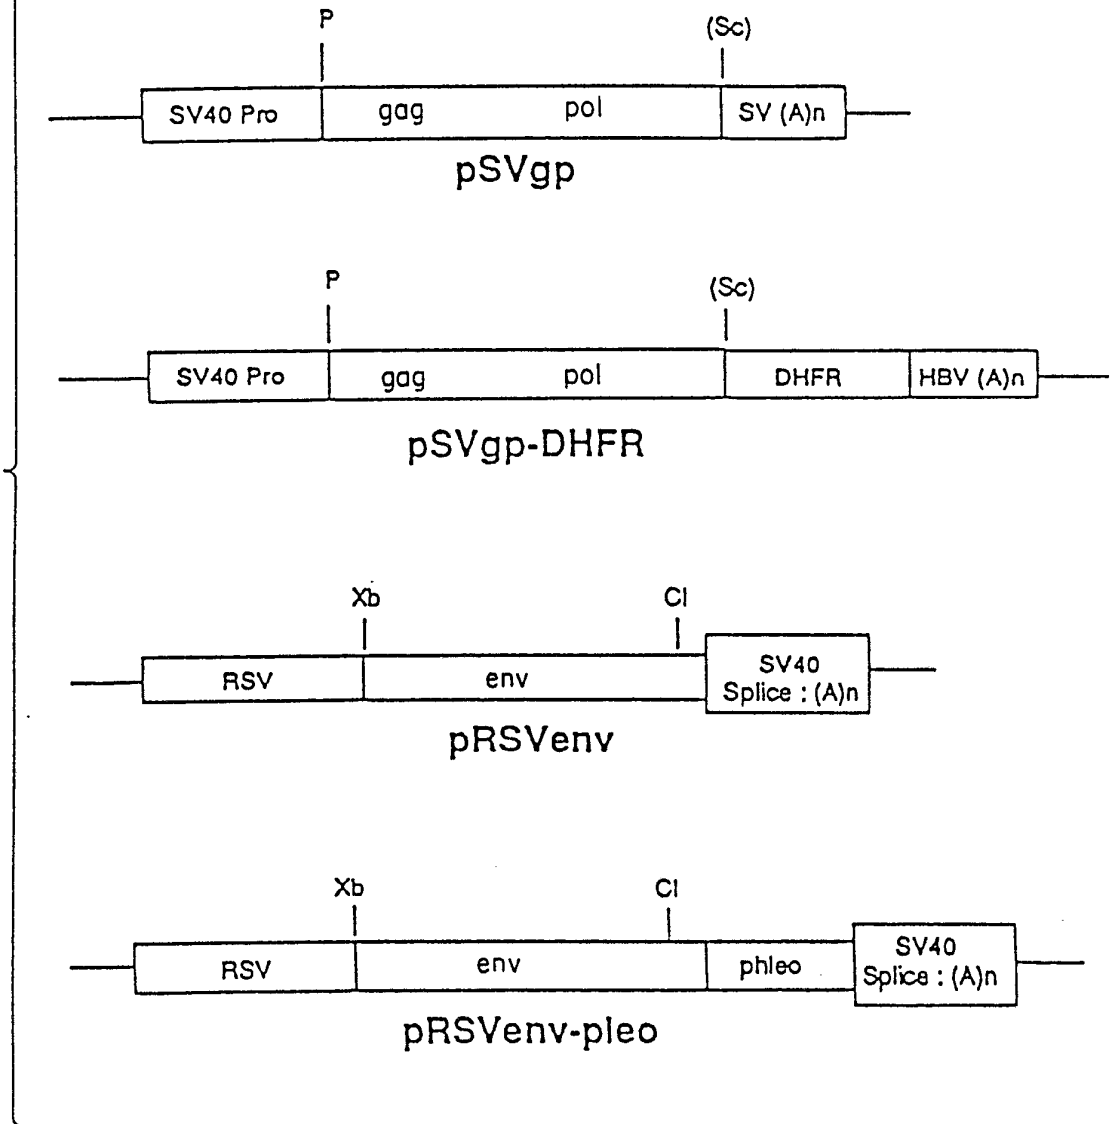 P (Sc)
SV40 Pro gag pol SV (A)n
pSVgp
P (Sc)
SV40 Pro gag pol DHFR HBV (A)n
pSVgp-DHFR
Xb Cl
RSV env SV40
Splice : (A)n
pRSVenv
Xb Cl
RSV env phleo SV40
Splice : (A)n
pRSVenv-pleo